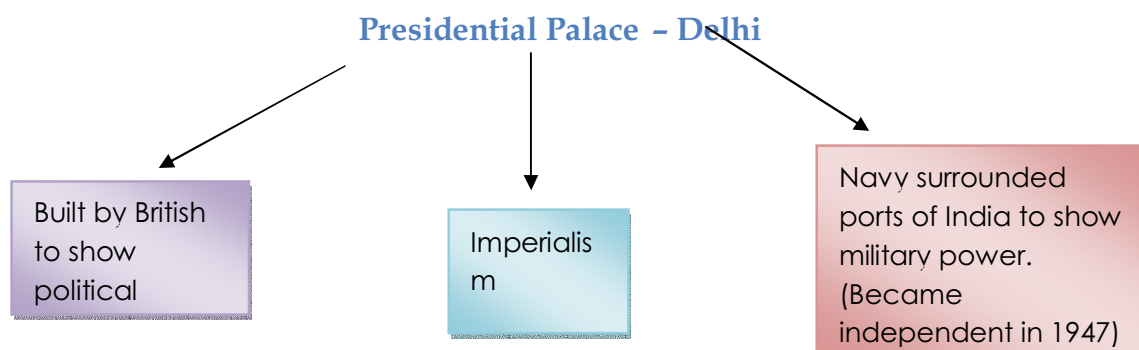 Presidential Palace – Delhi
Built by British
to show
political
Imperialis
m
Navy surrounded
ports of India to show
military power.
(Became
independent in 1947)